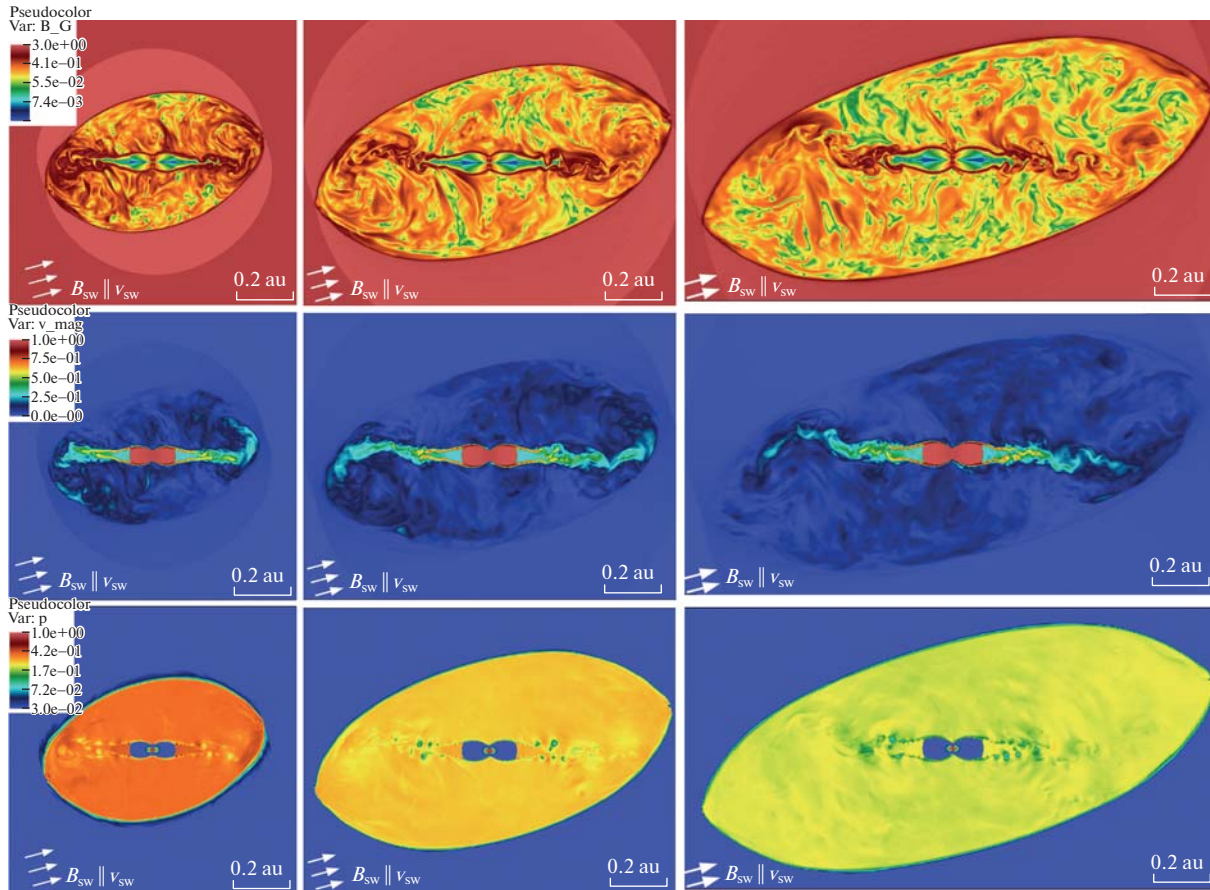 Pseudocolor
Var: B_G
3.0e+00
4.1e−01
5.5e−02
7.4e−03
B_sw ∥ v_sw
0.2 au
B_sw ∥ v_sw
0.2 au
B_sw ∥ v_sw
0.2 au
Pseudocolor
Var: v_mag
1.0e+00
7.5e−01
5.0e−01
2.5e−01
0.0e−00
B_sw ∥ v_sw
0.2 au
B_sw ∥ v_sw
0.2 au
B_sw ∥ v_sw
0.2 au
Pseudocolor
Var: p
1.0e+00
4.2e−01
1.7e−01
7.2e−02
3.0e−02
B_sw ∥ v_sw
0.2 au
B_sw ∥ v_sw
0.2 au
B_sw ∥ v_sw
0.2 au